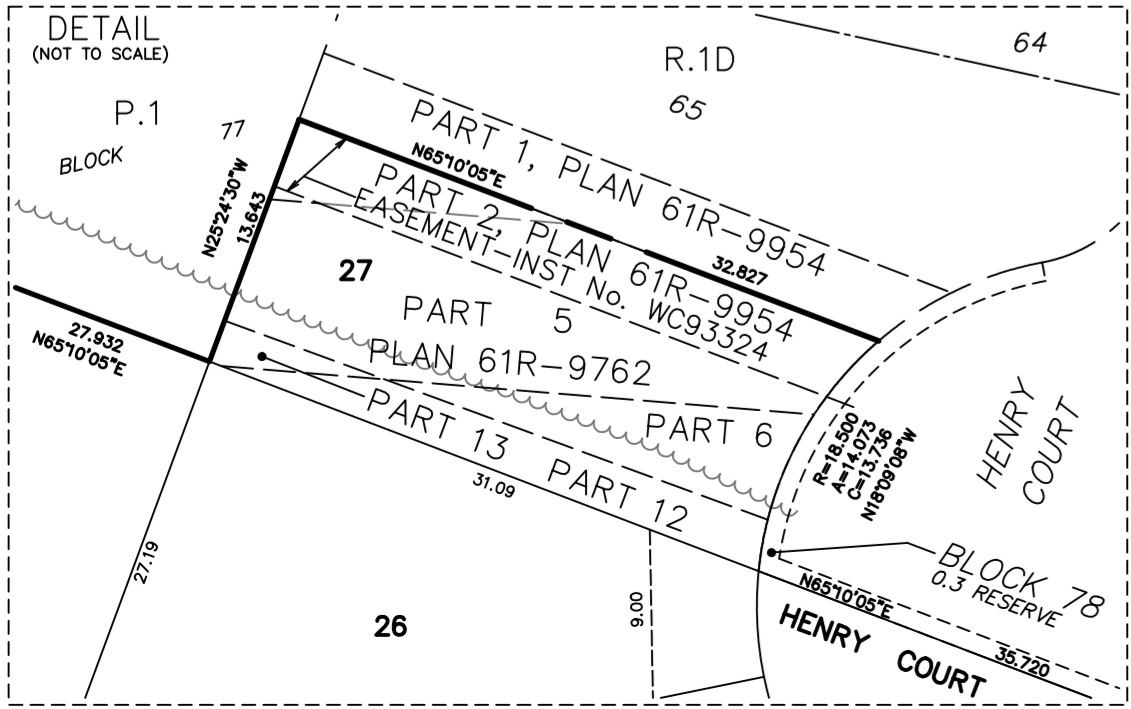 DETAIL
(NOT TO SCALE)
P.1
77
BLOCK
R.1D
64
65
PART 1, PLAN 61R-9954
N65°10'05"E
32.827
PART 2, PLAN 61R-9954
EASEMENT-INST No. WC93324
N25°24'30"W
13.643
27
PART 5
PLAN 61R-9762
27.932
N65°10'05"E
PART 6
PART 13 PART 12
31.09
R=18.500
A=14.073
C=13.736
N18°09'08"W
HENRY
COURT
BLOCK 78
0.3 RESERVE
27.19
26
9.00
N65°10'05"E
35.720
HENRY COURT